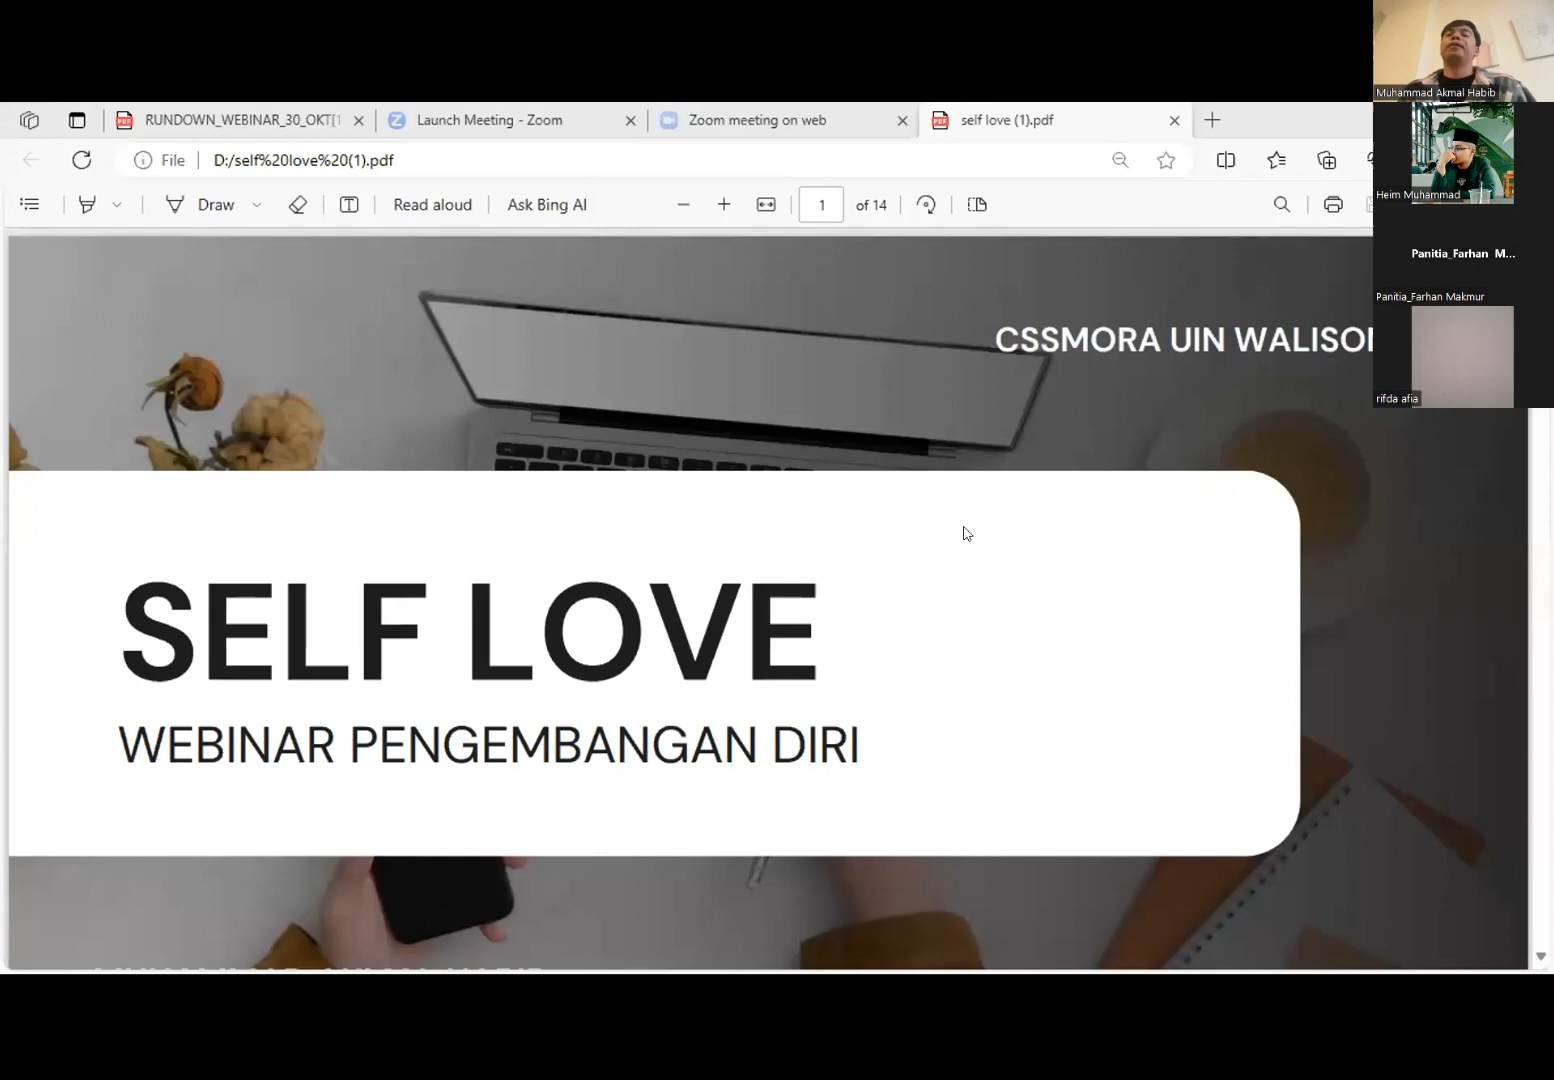 RUNDOWN_WEBINAR_30_OKT[1
Launch Meeting - Zoom
Zoom meeting on web
self love (1).pdf
File
D:/self%20love%20(1).pdf
Draw
Read aloud
Ask Bing AI
1
of 14
CSSMORA UIN WALISO
SELF LOVE
WEBINAR PENGEMBANGAN DIRI
Muhammad Akmal Habib
Heim Muhammad
Panitia_Farhan M...
Panitia_Farhan Makmur
rifda afia